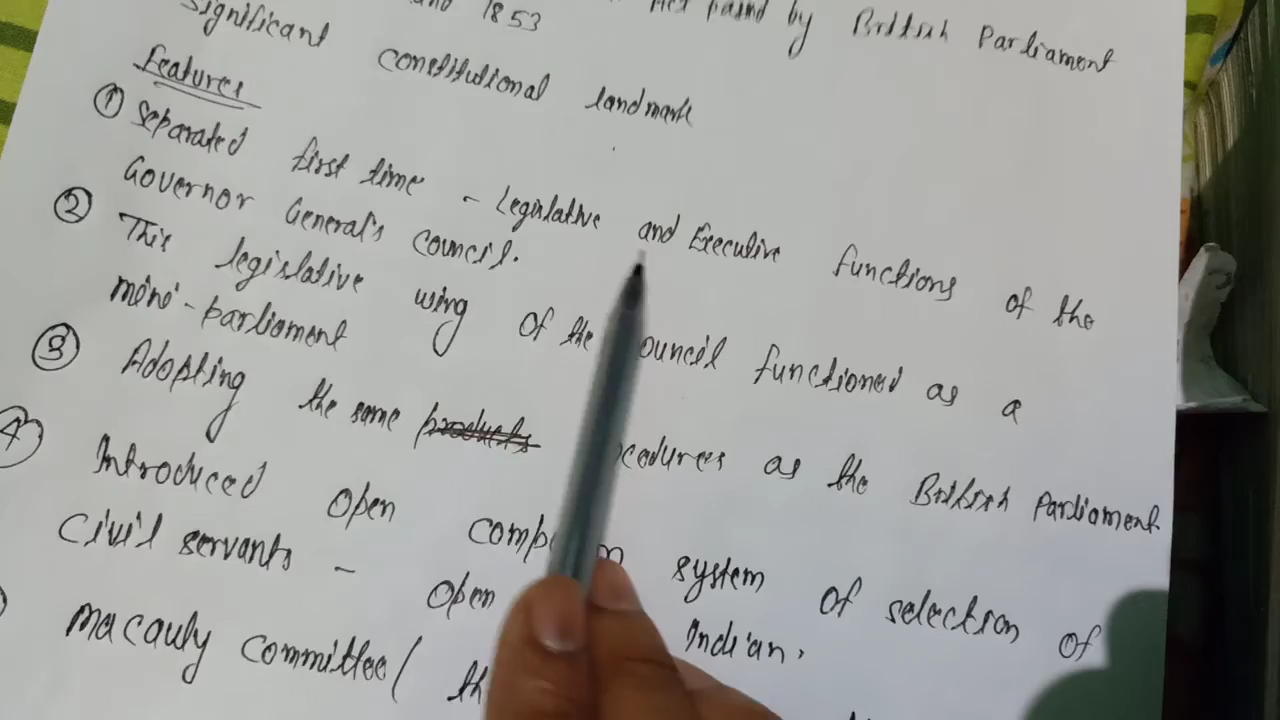 and 1853 Act passed by British Parliament
Significant constitutional landmark
Features
① Separated first time - Legislative and Executive functions of the
Governor General's council.
② This legislative wing of the council functioned as a
mini-parliament
③ Adopting the same procedures as the British Parliament
④ Introduced open system of selection of
civil servants - open Indian.
Macauly committee (